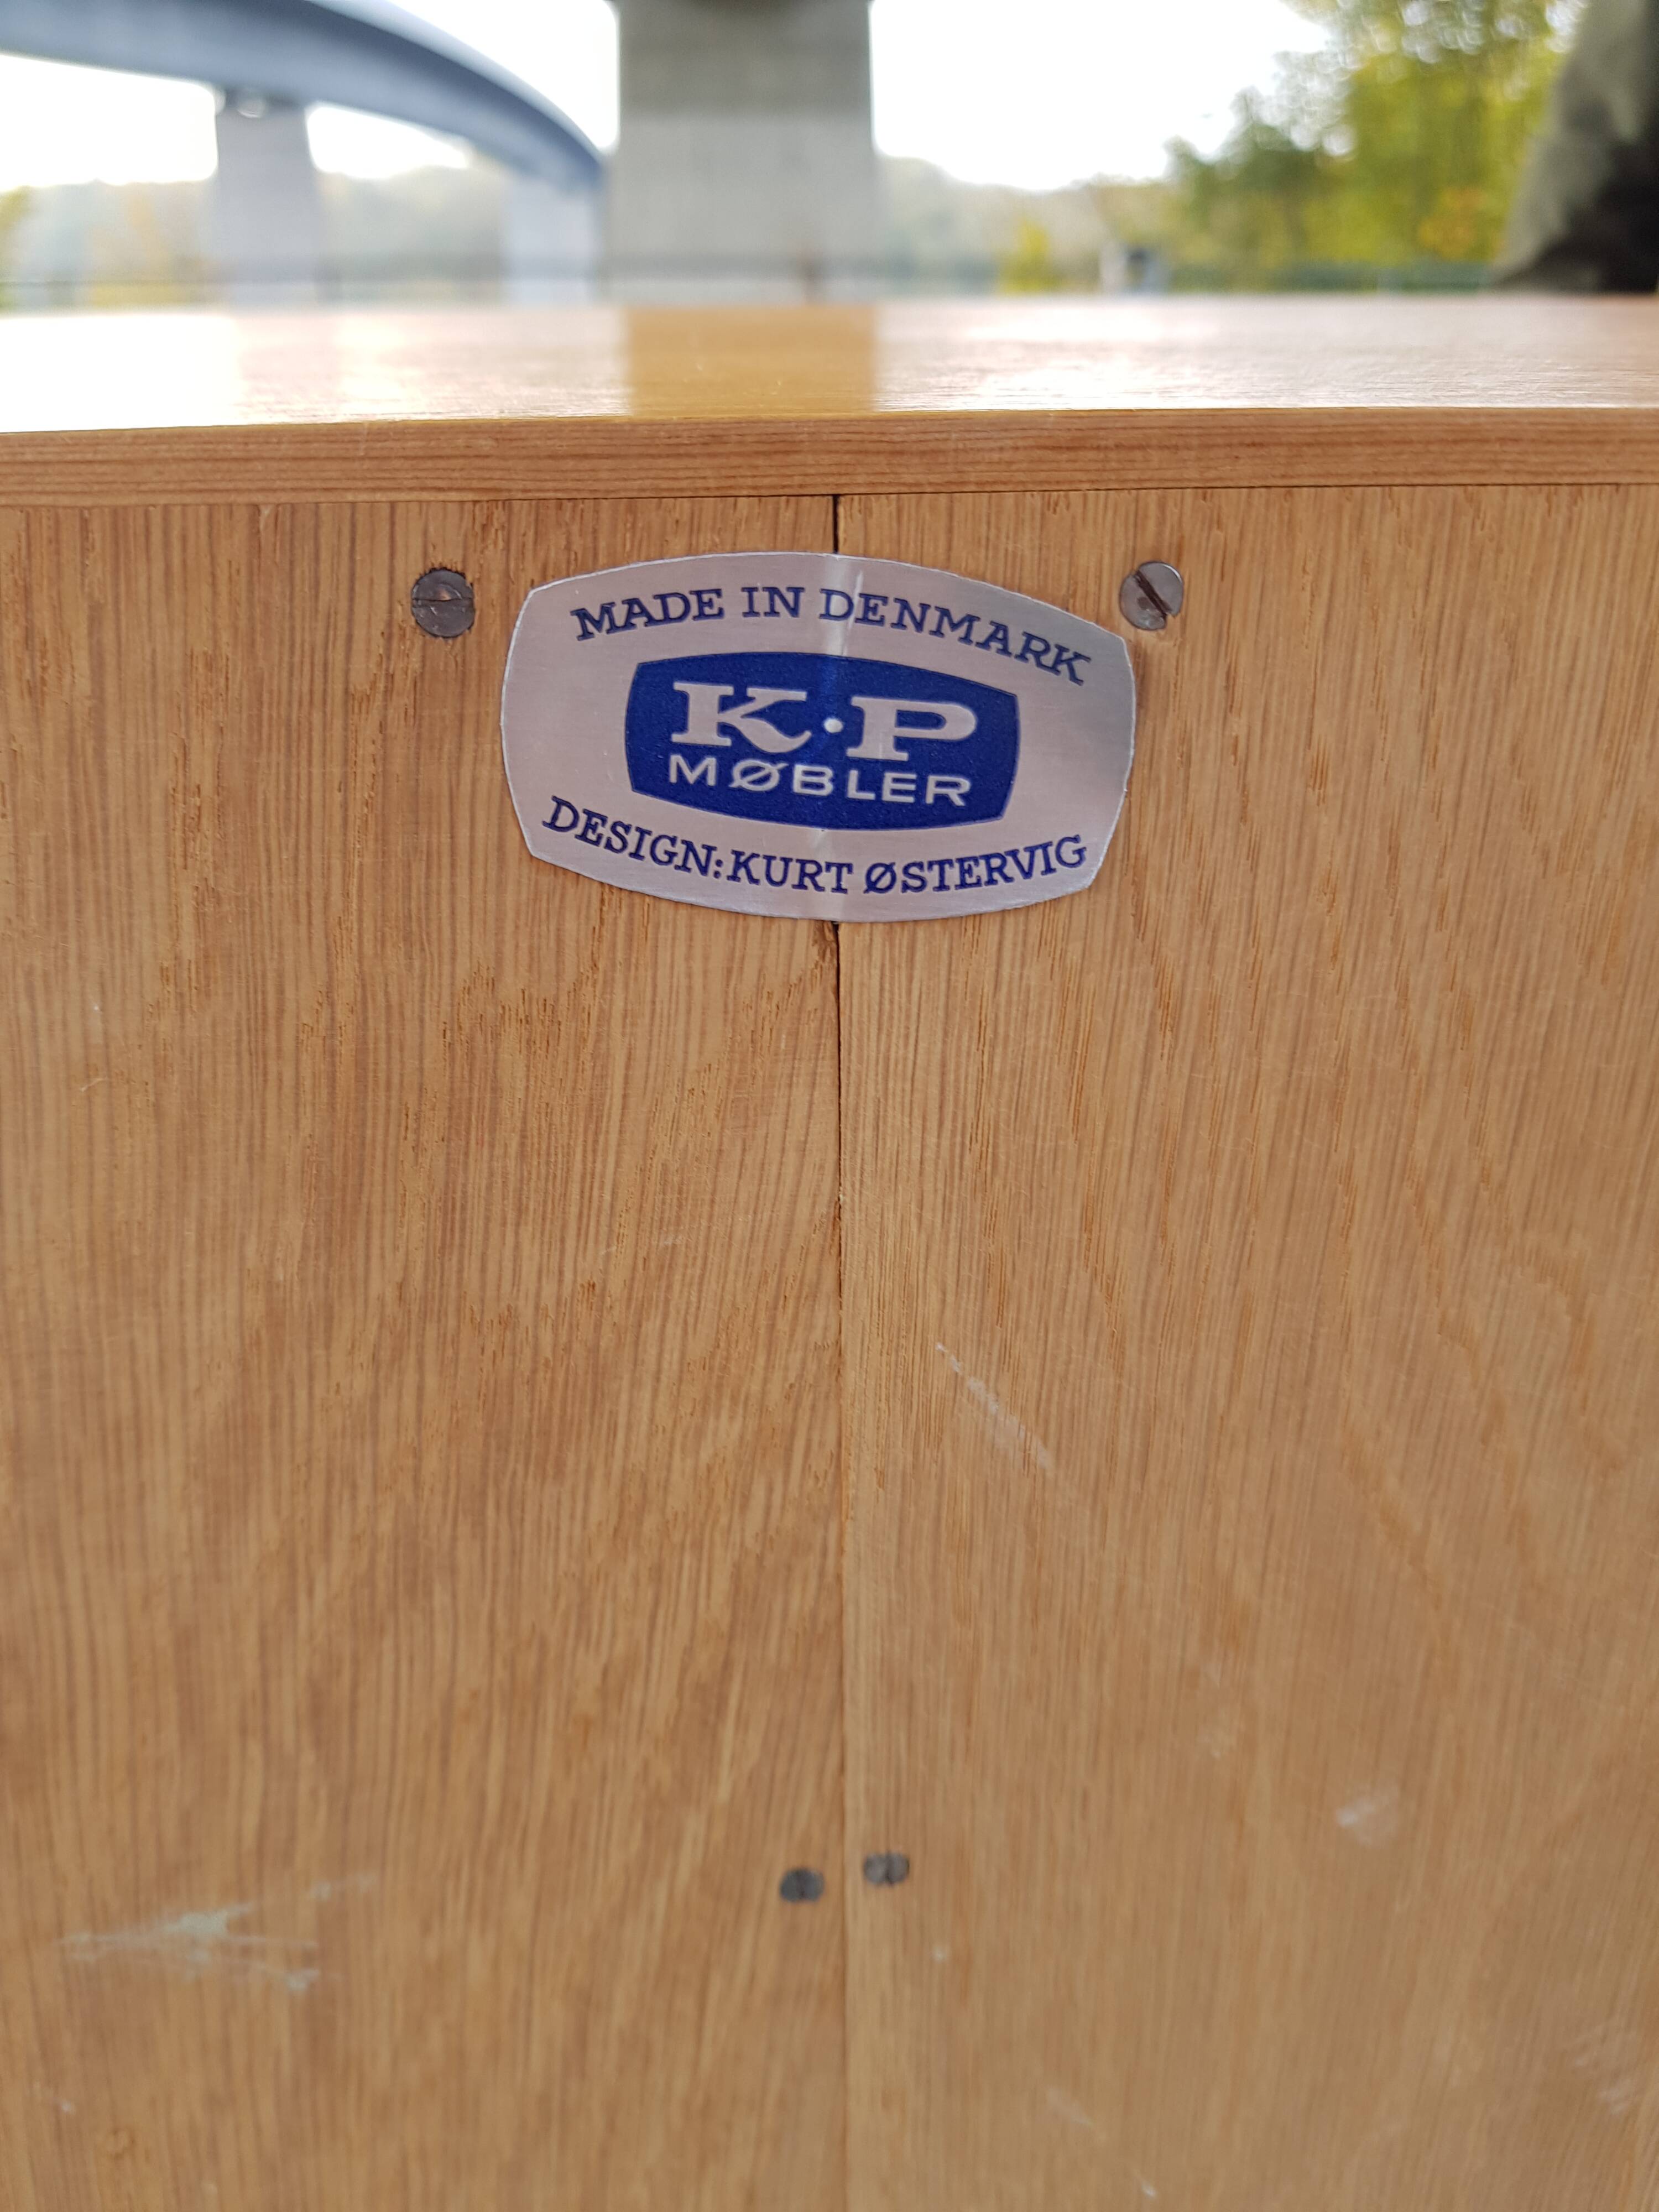 MADE IN DENMARK
K·P
MØBLER
DESIGN: KURT ØSTERVIG